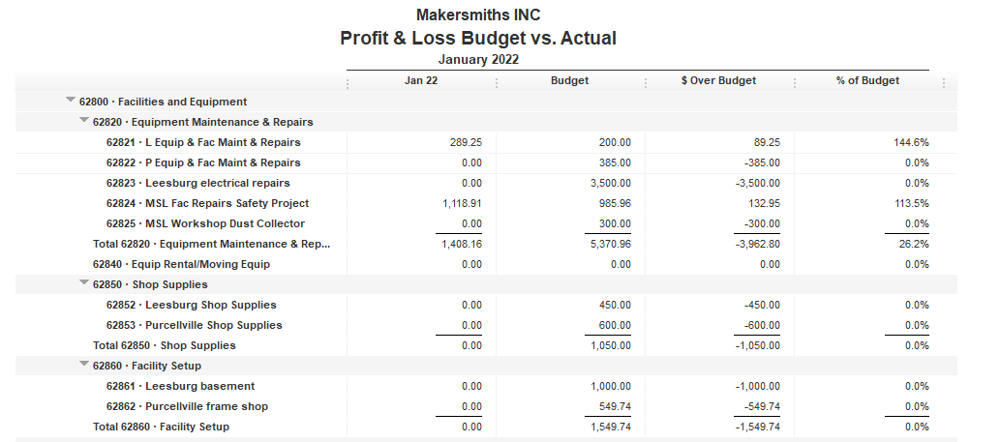 Makersmiths INC
Profit & Loss Budget vs. Actual
January 2022
Jan 22 Budget $ Over Budget % of Budget
62800 · Facilities and Equipment
62820 · Equipment Maintenance & Repairs
62821 · L Equip & Fac Maint & Repairs 289.25 200.00 89.25 144.6%
62822 · P Equip & Fac Maint & Repairs 0.00 385.00 -385.00 0.0%
62823 · Leesburg electrical repairs 0.00 3,500.00 -3,500.00 0.0%
62824 · MSL Fac Repairs Safety Project 1,118.91 985.96 132.95 113.5%
62825 · MSL Workshop Dust Collector 0.00 300.00 -300.00 0.0%
Total 62820 · Equipment Maintenance & Rep... 1,408.16 5,370.96 -3,962.80 26.2%
62840 · Equip Rental/Moving Equip 0.00 0.00 0.00 0.0%
62850 · Shop Supplies
62852 · Leesburg Shop Supplies 0.00 450.00 -450.00 0.0%
62853 · Purcellville Shop Supplies 0.00 600.00 -600.00 0.0%
Total 62850 · Shop Supplies 0.00 1,050.00 -1,050.00 0.0%
62860 · Facility Setup
62861 · Leesburg basement 0.00 1,000.00 -1,000.00 0.0%
62862 · Purcellville frame shop 0.00 549.74 -549.74 0.0%
Total 62860 · Facility Setup 0.00 1,549.74 -1,549.74 0.0%